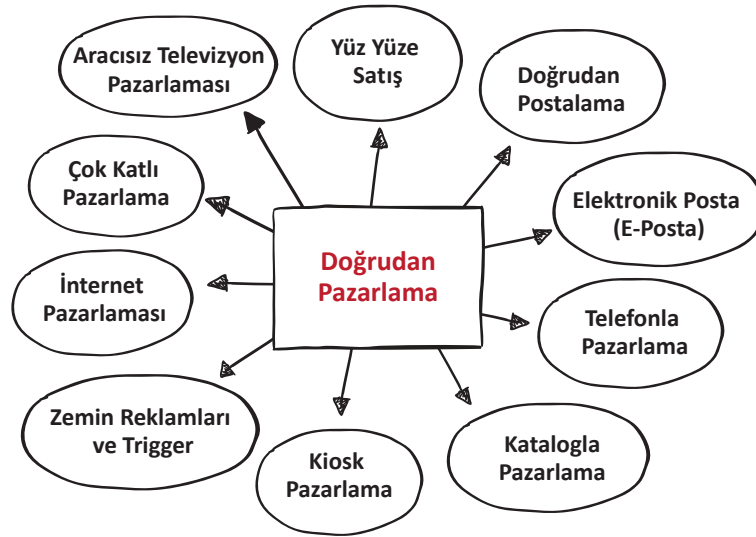 Aracısız Televizyon
Pazarlaması
Yüz Yüze
Satış
Doğrudan
Postalama
Çok Katlı
Pazarlama
Elektronik Posta
(E-Posta)
Doğrudan
Pazarlama
İnternet
Pazarlaması
Telefonla
Pazarlama
Zemin Reklamları
ve Trigger
Kiosk
Pazarlama
Katalogla
Pazarlama